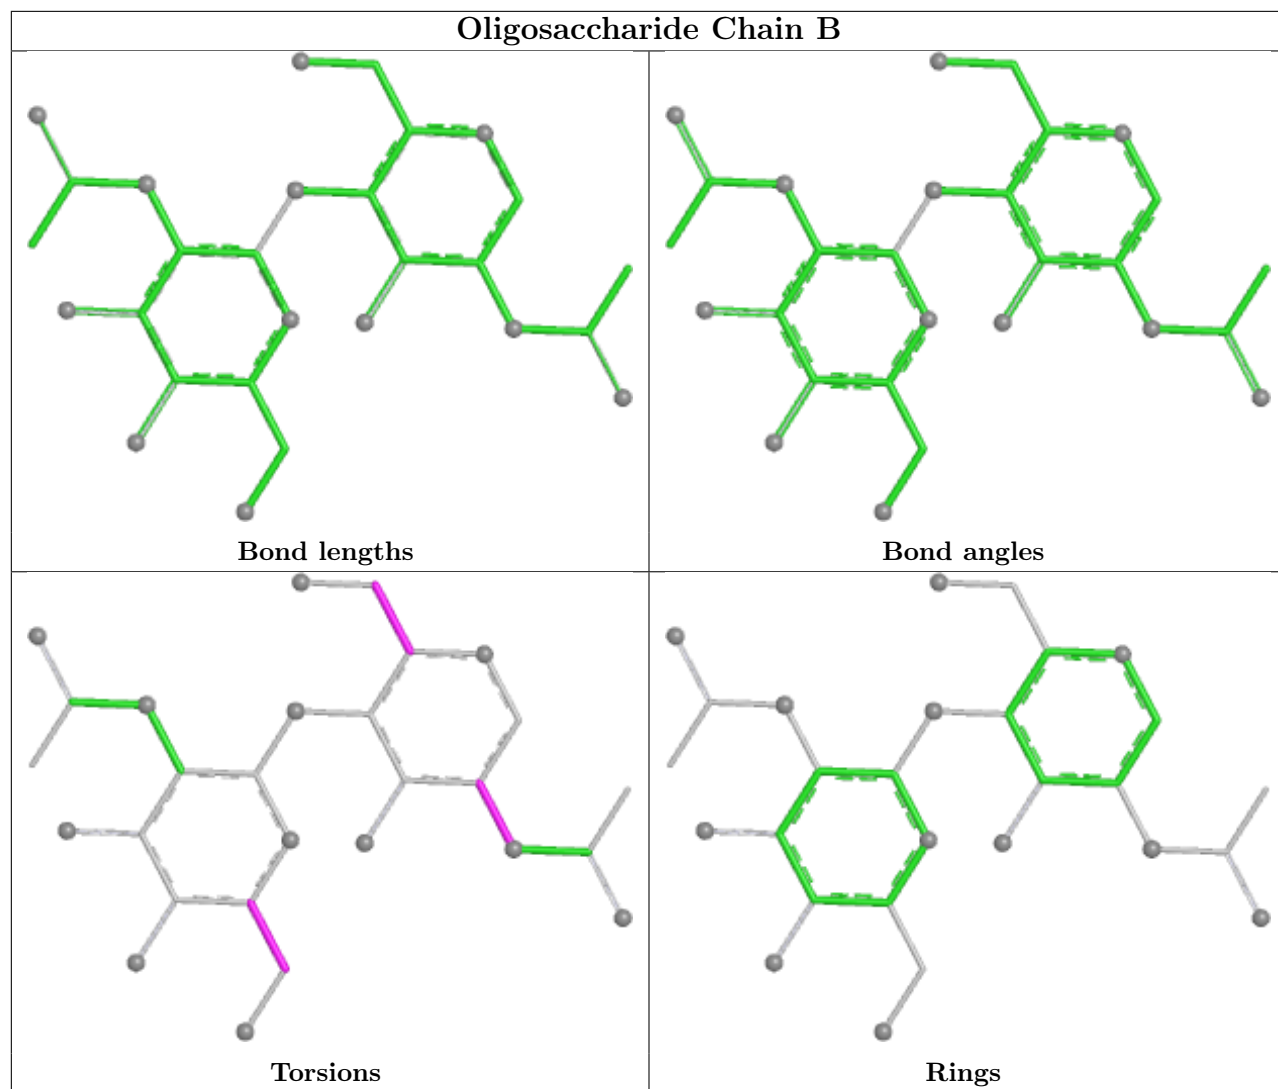 Oligosaccharide Chain B
Bond lengths
Bond angles
Torsions
Rings